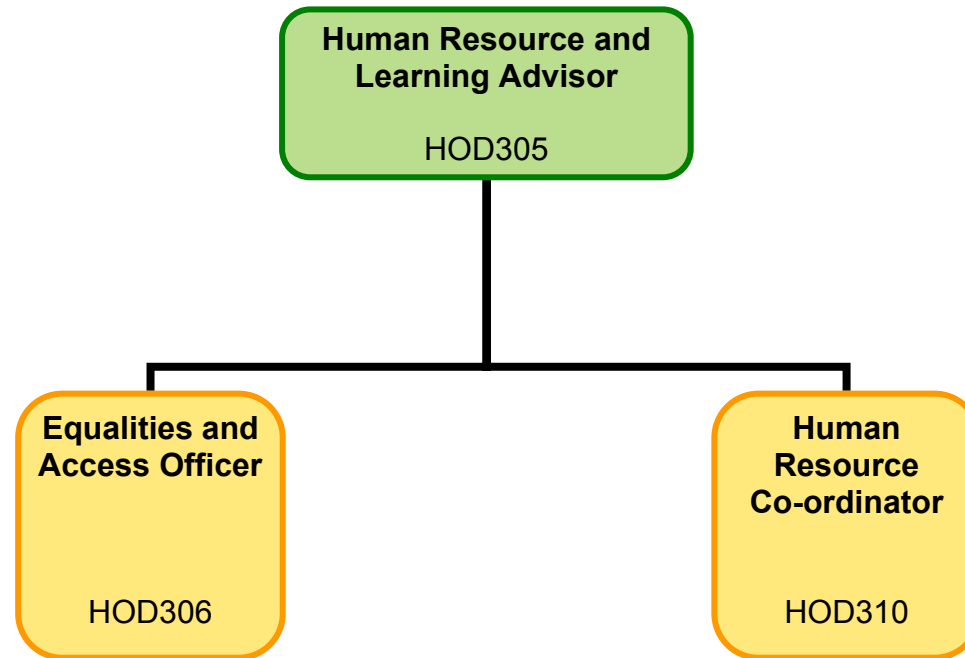 Human Resource and
Learning Advisor
HOD305
Equalities and
Access Officer
HOD306
Human
Resource
Co-ordinator
HOD310